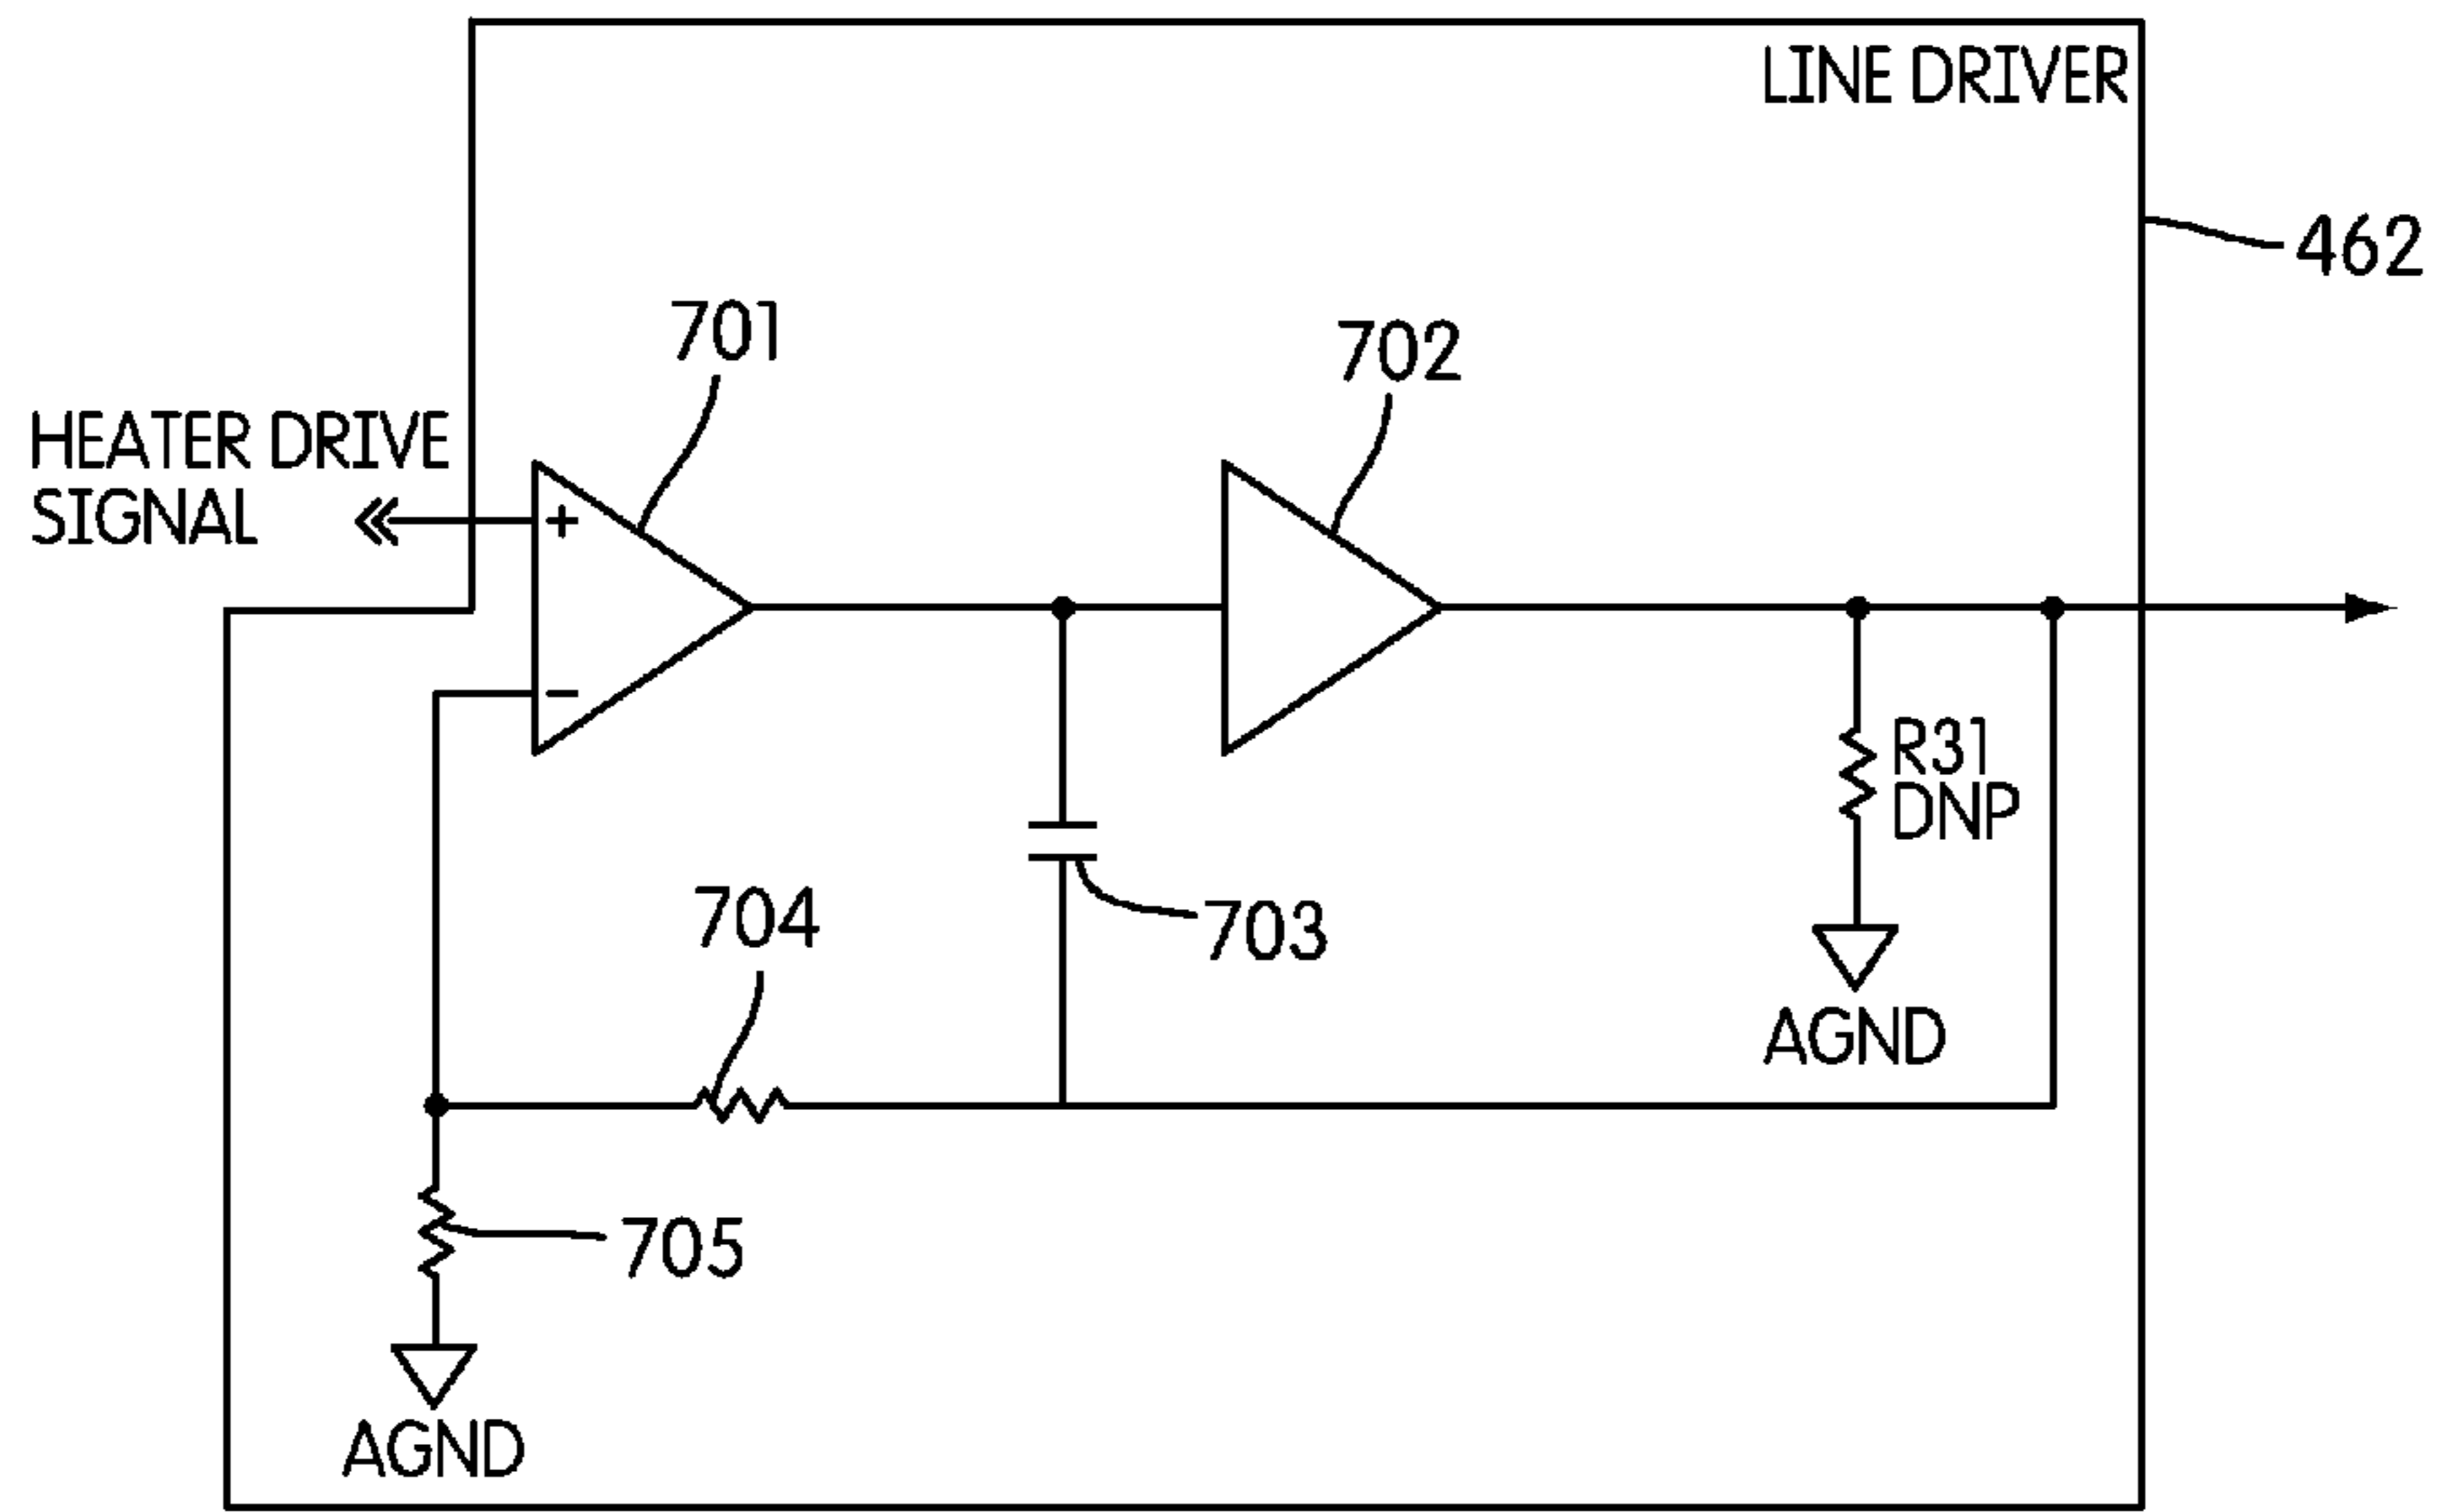 LINE DRIVER
462
701
702
HEATER DRIVE
SIGNAL
+
−
R31
DNP
704
703
AGND
705
AGND